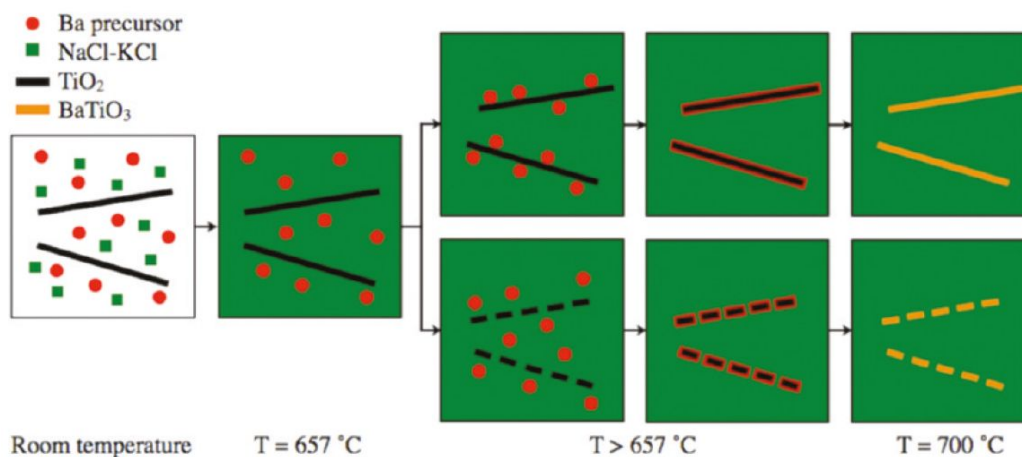 Ba precursor
NaCl-KCl
TiO₂
BaTiO₃
Room temperature
T = 657 °C
T > 657 °C
T = 700 °C